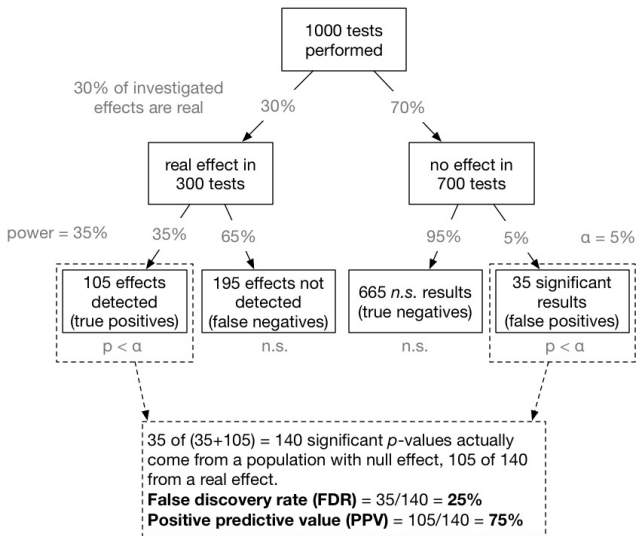 1000 tests
performed
30% of investigated
effects are real
30%
70%
real effect in
300 tests
no effect in
700 tests
power = 35%
35%
65%
95%
5%
α = 5%
105 effects
detected
(true positives)
195 effects not
detected
(false negatives)
665 n.s. results
(true negatives)
35 significant
results
(false positives)
p < α
n.s.
n.s.
p < α
35 of (35+105) = 140 significant p-values actually
come from a population with null effect, 105 of 140
from a real effect.
False discovery rate (FDR) = 35/140 = 25%
Positive predictive value (PPV) = 105/140 = 75%